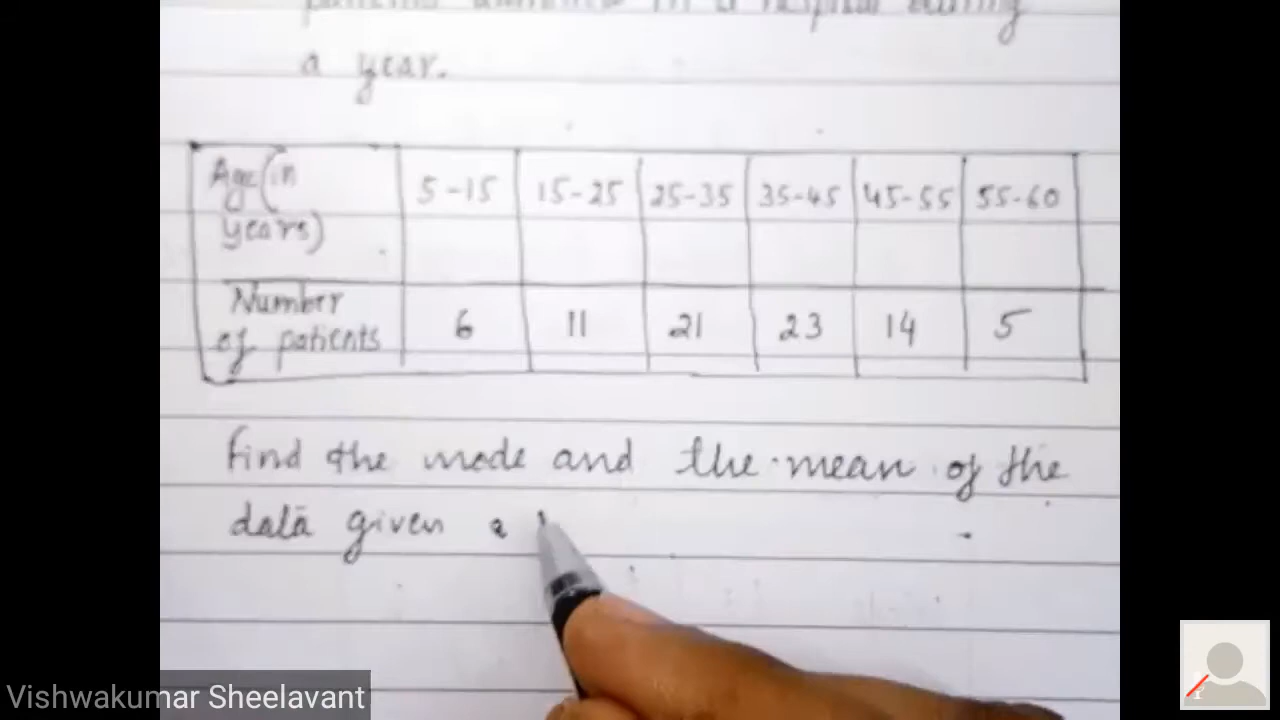 a year.
Age (in years) 5-15 15-25 25-35 35-45 45-55 55-60
Number of patients 6 11 21 23 14 5
find the mode and the mean of the
data given a
Vishwakumar Sheelavant